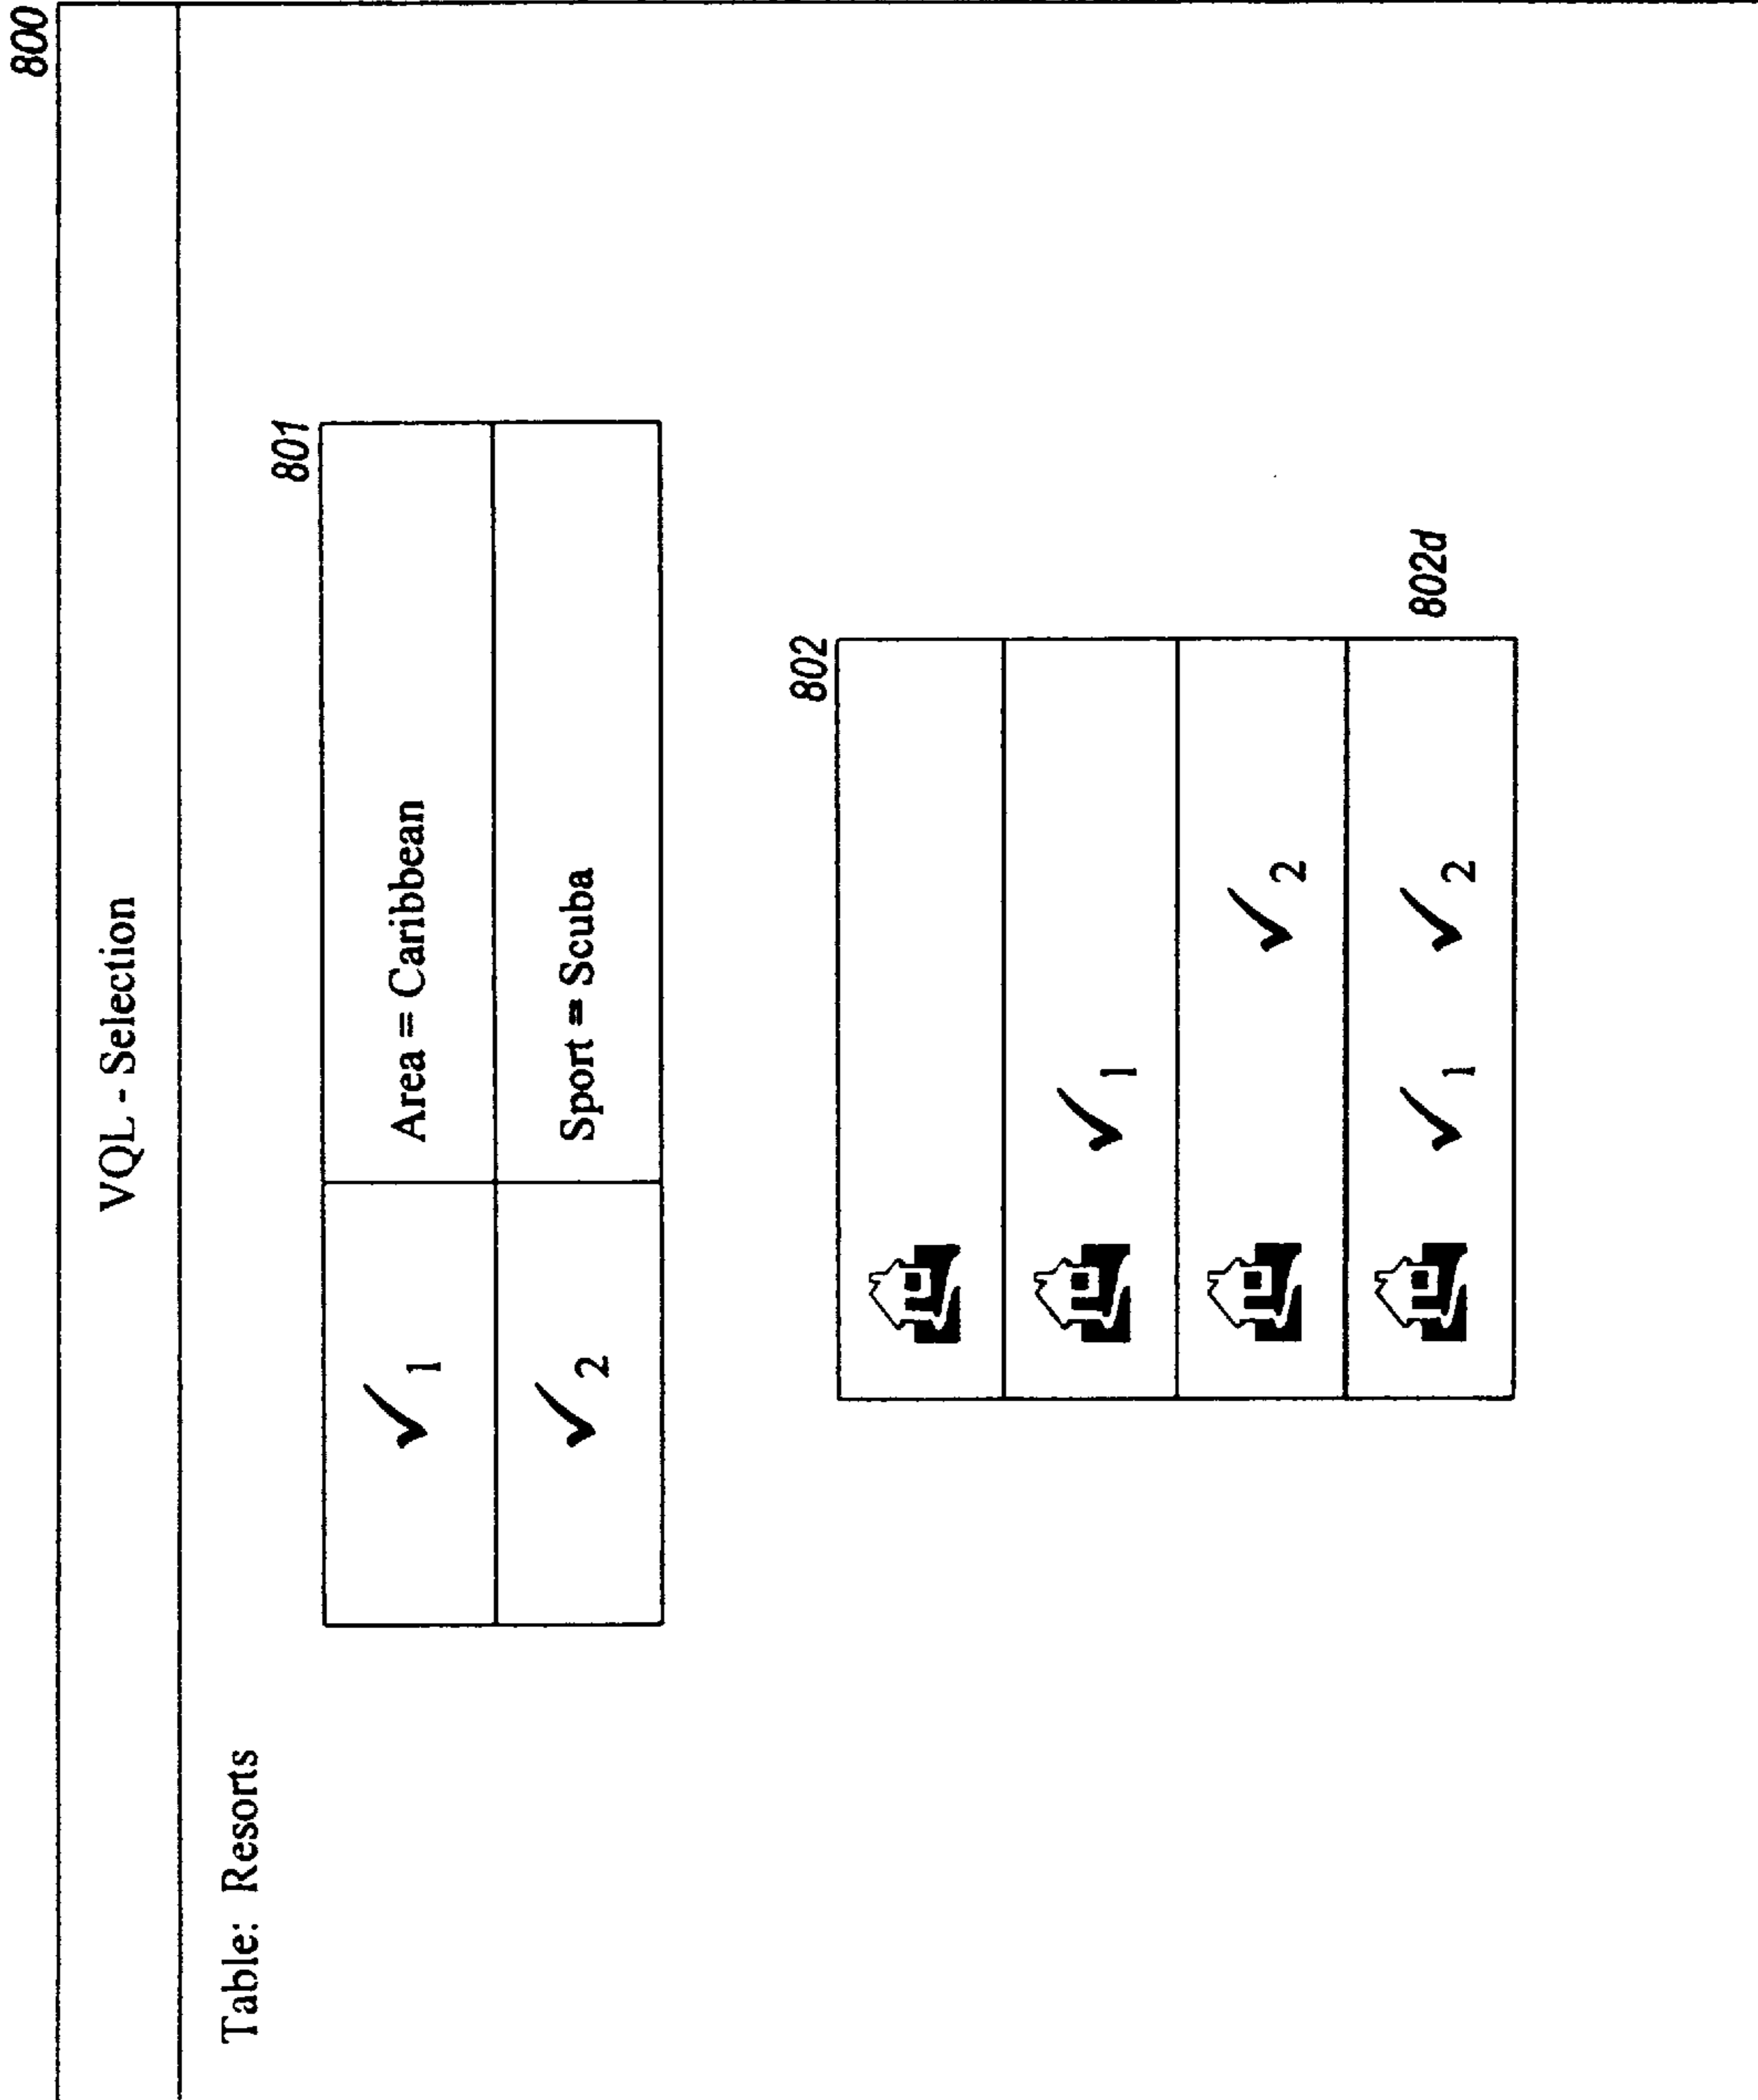 800
VQL - Selection
Table: Resorts
801
✓1 Area = Caribbean
✓2 Sport = Scuba
802
✓1
✓2
✓1 ✓2 802d